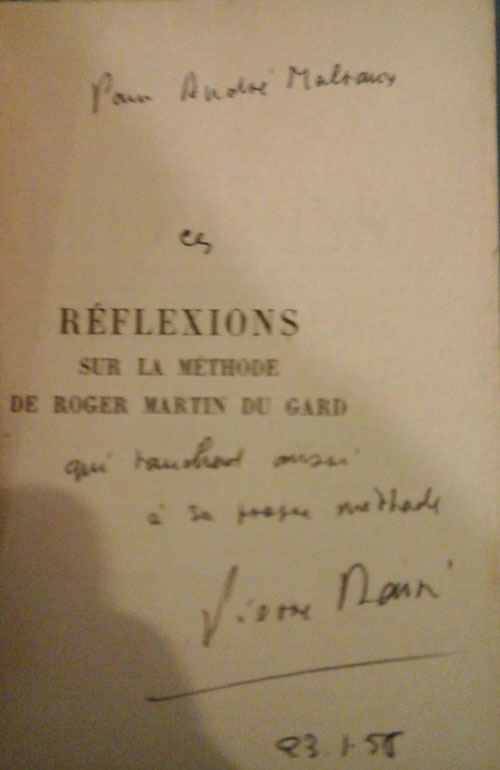 Pour André Malraux
ces
RÉFLEXIONS
SUR LA MÉTHODE
DE ROGER MARTIN DU GARD
qui touchent aussi
à sa propre méthode
Pierre
23.1.58